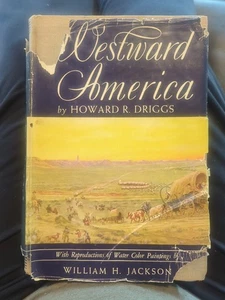 Westward
America
by HOWARD R. DRIGGS
With Reproductions of Water Color Paintings by
WILLIAM H. JACKSON